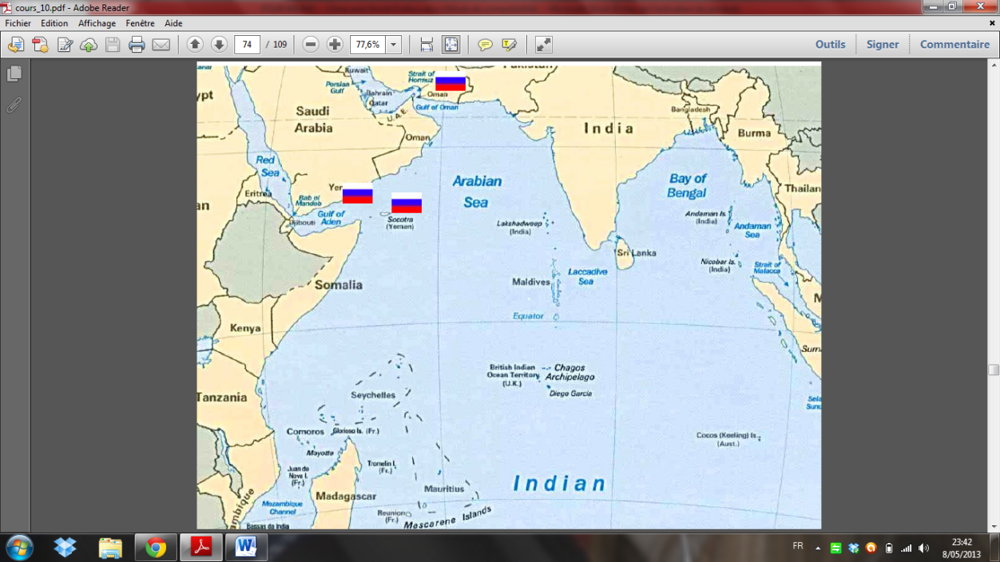 cours_10.pdf - Adobe Reader
Fichier Edition Affichage Fenêtre Aide
74 / 109 77,6% Outils Signer Commentaire
Kuwait
Strait of
Hormuz
Persian
Gulf
Bahrain
Qatar
Oman
Gulf of Oman
U.A.E.
ypt
Saudi
Arabia
Oman
India
Bangladesh
Burma
Red
Sea
Arabian
Sea
Bay of
Bengal
Thailan
Eritrea
Yer
Bab el
Mandeb
an
Djibouti
Gulf of
Aden
Socotra
(Yemen)
Lakshadweep
(India)
Andaman Is.
(India)
Andaman
Sea
Sri Lanka
Nicobar Is.
(India)
Strait of
Malacca
Somalia
Maldives
Laccadive
Sea
M
Equator
Kenya
Sum
British Indian
Ocean Territory
(U.K.)
Chagos
Archipelago
Diego Garcia
Tanzania
Seychelles
Sela
Sund
Comoros
Glorioso Is. (Fr.)
Cocos (Keeling) Is.
(Aust.)
Mayotte
Juan de
Nova I.
(Fr.)
Tromelin I.
(Fr.)
Indian
Mauritius
Madagascar
ambique
Mozambique
Channel
Reunion
(Fr.)
Mascarene Islands
Bassas da India
FR
23:42
8/05/2013